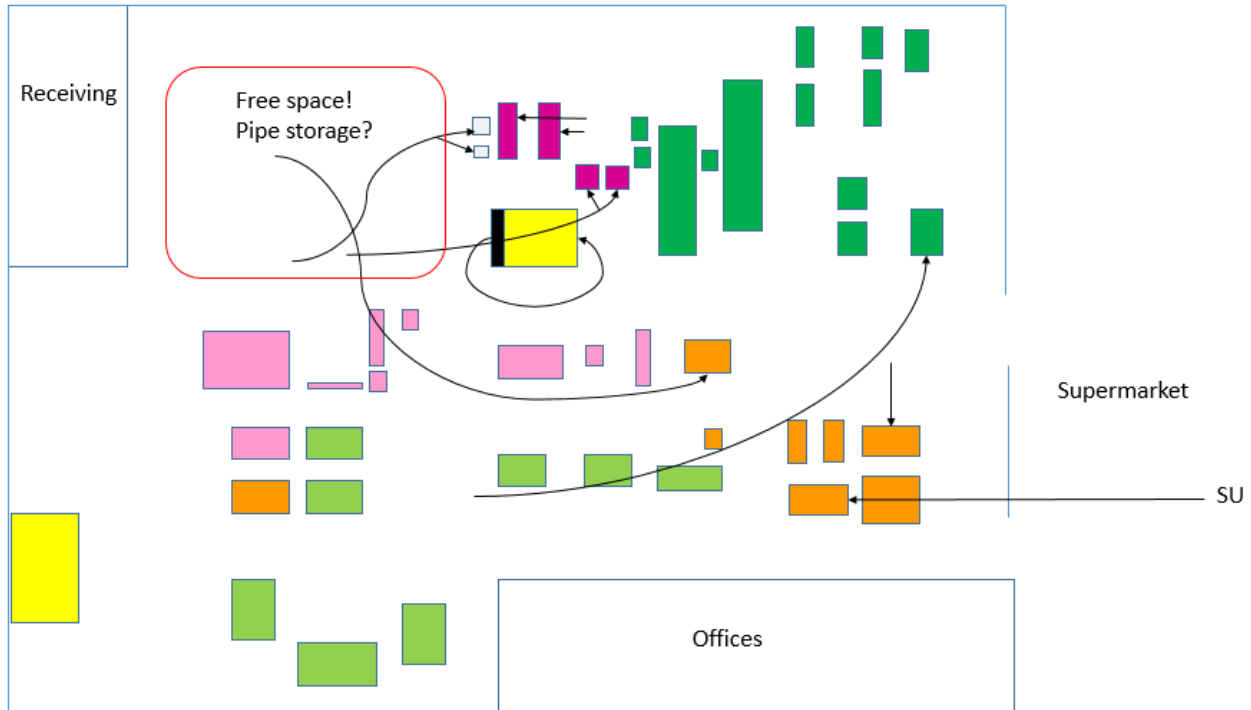 Receiving
Free space!
Pipe storage?
Supermarket
SU
Offices